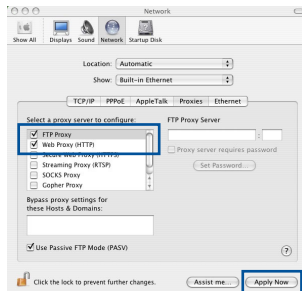 Network
Show All Displays Sound Network Startup Disk
Location: Automatic
Show: Built-in Ethernet
TCP/IP PPPoE AppleTalk Proxies Ethernet
Select a proxy server to configure:
FTP Proxy Server
FTP Proxy
Web Proxy (HTTP)
:
Secure Web Proxy (HTTPS)
Proxy server requires password
Streaming Proxy (RTSP)
Set Password...
SOCKS Proxy
Gopher Proxy
Bypass proxy settings for
these Hosts & Domains:
Use Passive FTP Mode (PASV)
?
Click the lock to prevent further changes.
Assist me...
Apply Now